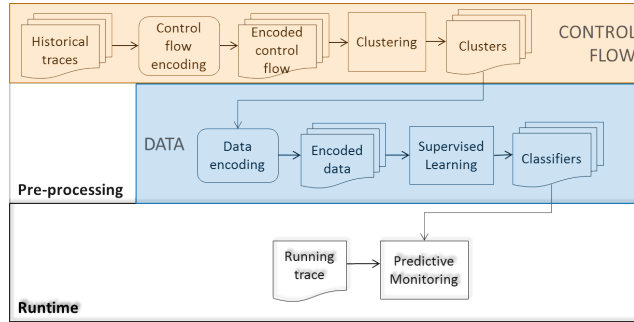 Historical
traces
Control
flow
encoding
Encoded
control
flow
Clustering
Clusters
CONTROL
FLOW
DATA
Data
encoding
Encoded
data
Supervised
Learning
Classifiers
Pre-processing
Running
trace
Predictive
Monitoring
Runtime